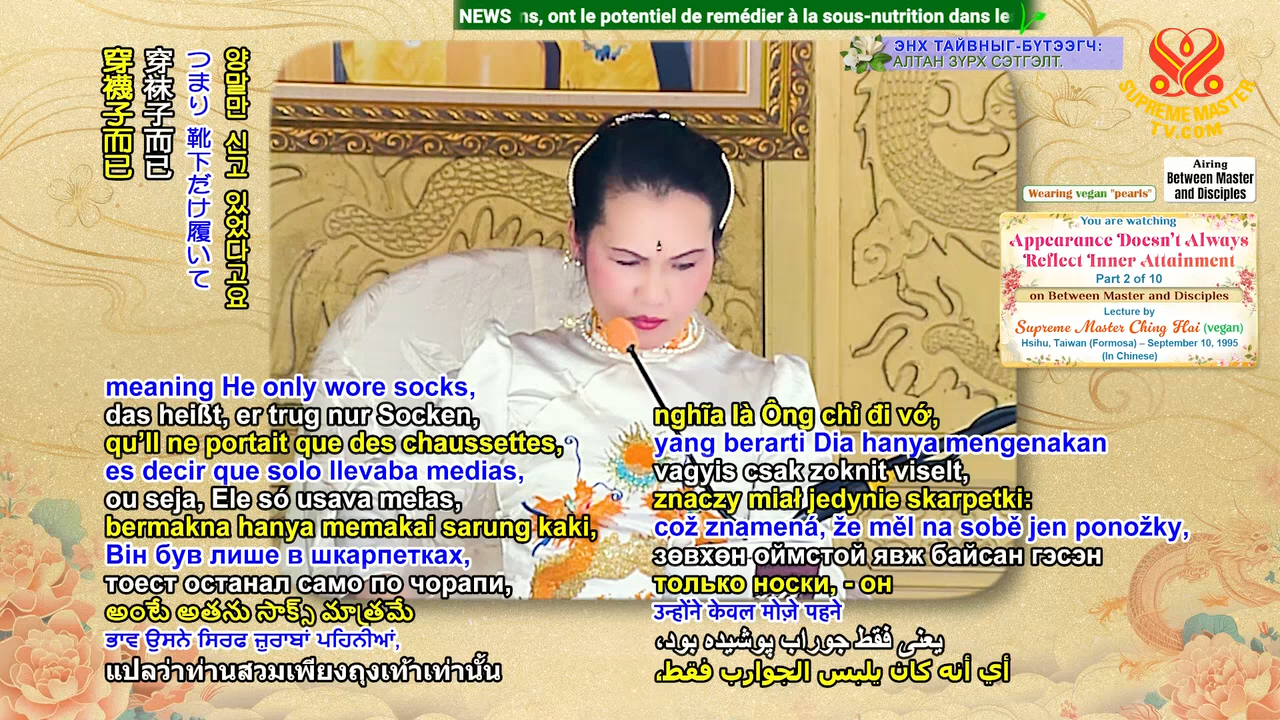 NEWS ns, ont le potentiel de remédier à la sous-nutrition dans le
ЭНХ ТАЙВНЫГ-БҮТЭЭГЧ:
АЛТАН ЗҮРХ СЭТГЭЛТ.
SUPREME MASTER
TV.COM
Airing
Between Master
and Disciples
Wearing vegan "pearls"
You are watching
Appearance Doesn't Always
Reflect Inner Attainment
Part 2 of 10
on Between Master and Disciples
Lecture by
Supreme Master Ching Hai (vegan)
Hsihu, Taiwan (Formosa) – September 10, 1995
(In Chinese)
양말만 신고 있었다고요
つまり 靴下だけ履いて
穿袜子而已
穿襪子而已
meaning He only wore socks,
das heißt, er trug nur Socken,
qu'Il ne portait que des chaussettes,
es decir que solo llevaba medias,
ou seja, Ele só usava meias,
bermakna hanya memakai sarung kaki,
Він був лише в шкарпетках,
тоест останал само по чорапи,
అంటే అతను సాక్స్ మాత్రమే
ਭਾਵ ਉਸਨੇ ਸਿਰਫ ਜ਼ੁਰਾਬਾਂ ਪਹਿਨੀਆਂ,
แปลว่าท่านสวมเพียงถุงเท้าเท่านั้น
nghĩa là Ông chỉ đi vớ,
yang berarti Dia hanya mengenakan
vagyis csak zoknit viselt,
znaczy miał jedynie skarpetki:
což znamená, že měl na sobě jen ponožky,
зөвхөн оймстой явж байсан гэсэн
только носки, - он
उन्होंने केवल मोज़े पहने
یعنی فقط جوراب پوشیده بود،
أي أنه كان يلبس الجوارب فقط،